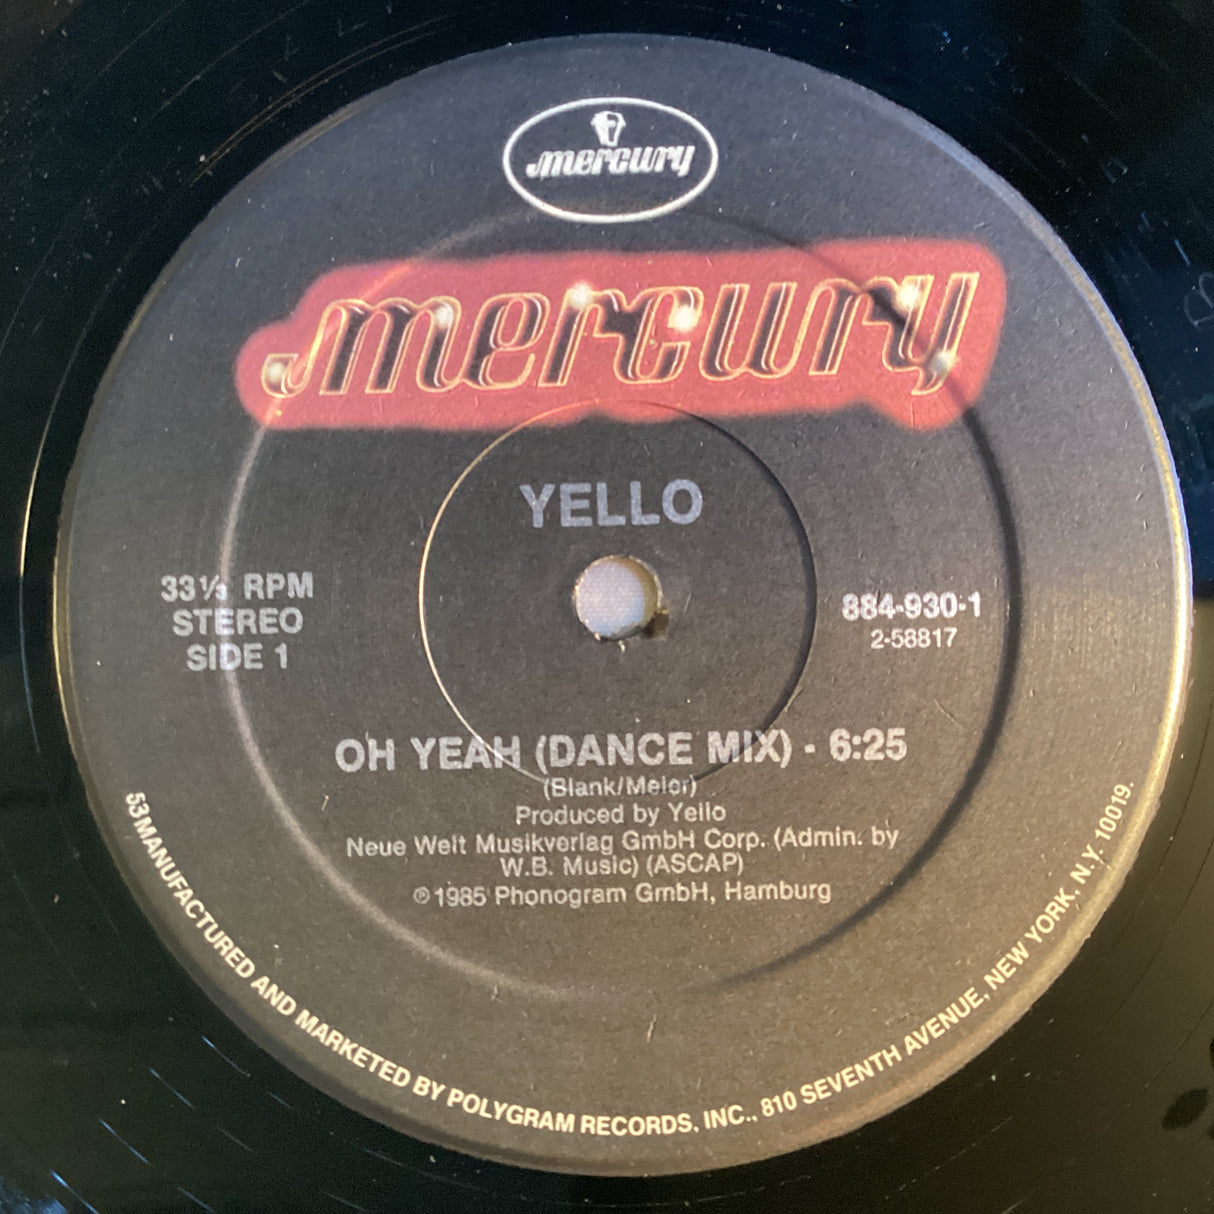 mercury
mercury
YELLO
33⅓ RPM
STEREO
SIDE 1
884-930-1
2-58817
OH YEAH (DANCE MIX) - 6:25
(Blank/Meier)
Produced by Yello
Neue Welt Musikverlag GmbH Corp. (Admin. by
W.B. Music) (ASCAP)
℗ 1985 Phonogram GmbH, Hamburg
53 MANUFACTURED AND MARKETED BY POLYGRAM RECORDS, INC., 810 SEVENTH AVENUE, NEW YORK, N.Y. 10019.